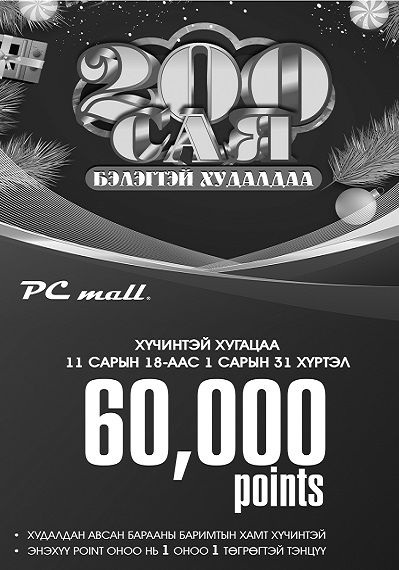 200
САЯ
БЭЛЭГТЭЙ ХУДАЛДАА
PC mall®
ХҮЧИНТЭЙ ХУГАЦАА
11 САРЫН 18-ААС 1 САРЫН 31 ХҮРТЭЛ
60,000
points
• ХУДАЛДАН АВСАН БАРААНЫ БАРИМТЫН ХАМТ ХҮЧИНТЭЙ
• ЭНЭХҮҮ POINT ОНОО НЬ 1 ОНОО 1 ТӨГРӨГТЭЙ ТЭНЦҮҮ